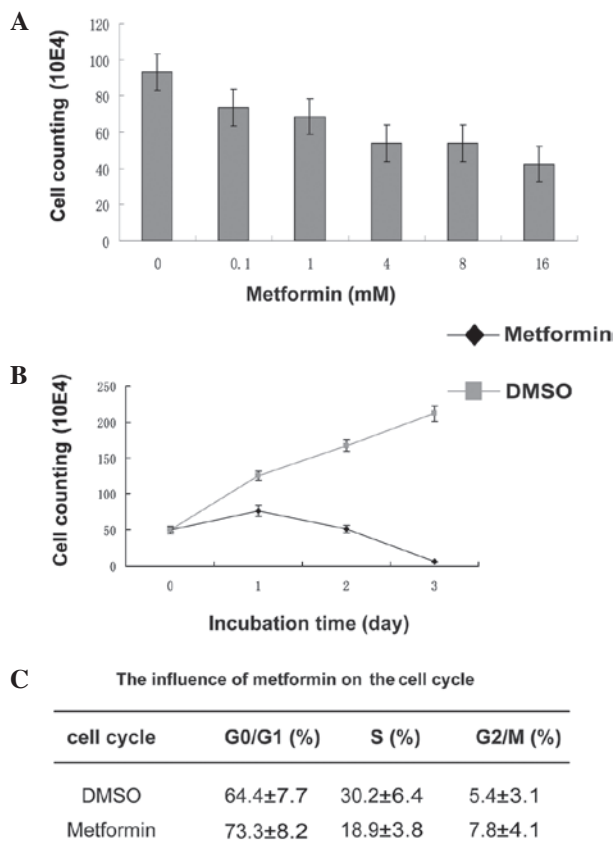 A
Cell counting (10E4)
120
100
80
60
40
20
0
0 0.1 1 4 8 16
Metformin (mM)
Metformin
DMSO
B
Cell counting (10E4)
250
200
150
100
50
0
0 1 2 3
Incubation time (day)
C
The influence of metformin on the cell cycle
cell cycle G0/G1 (%) S (%) G2/M (%)
DMSO 64.4±7.7 30.2±6.4 5.4±3.1
Metformin 73.3±8.2 18.9±3.8 7.8±4.1